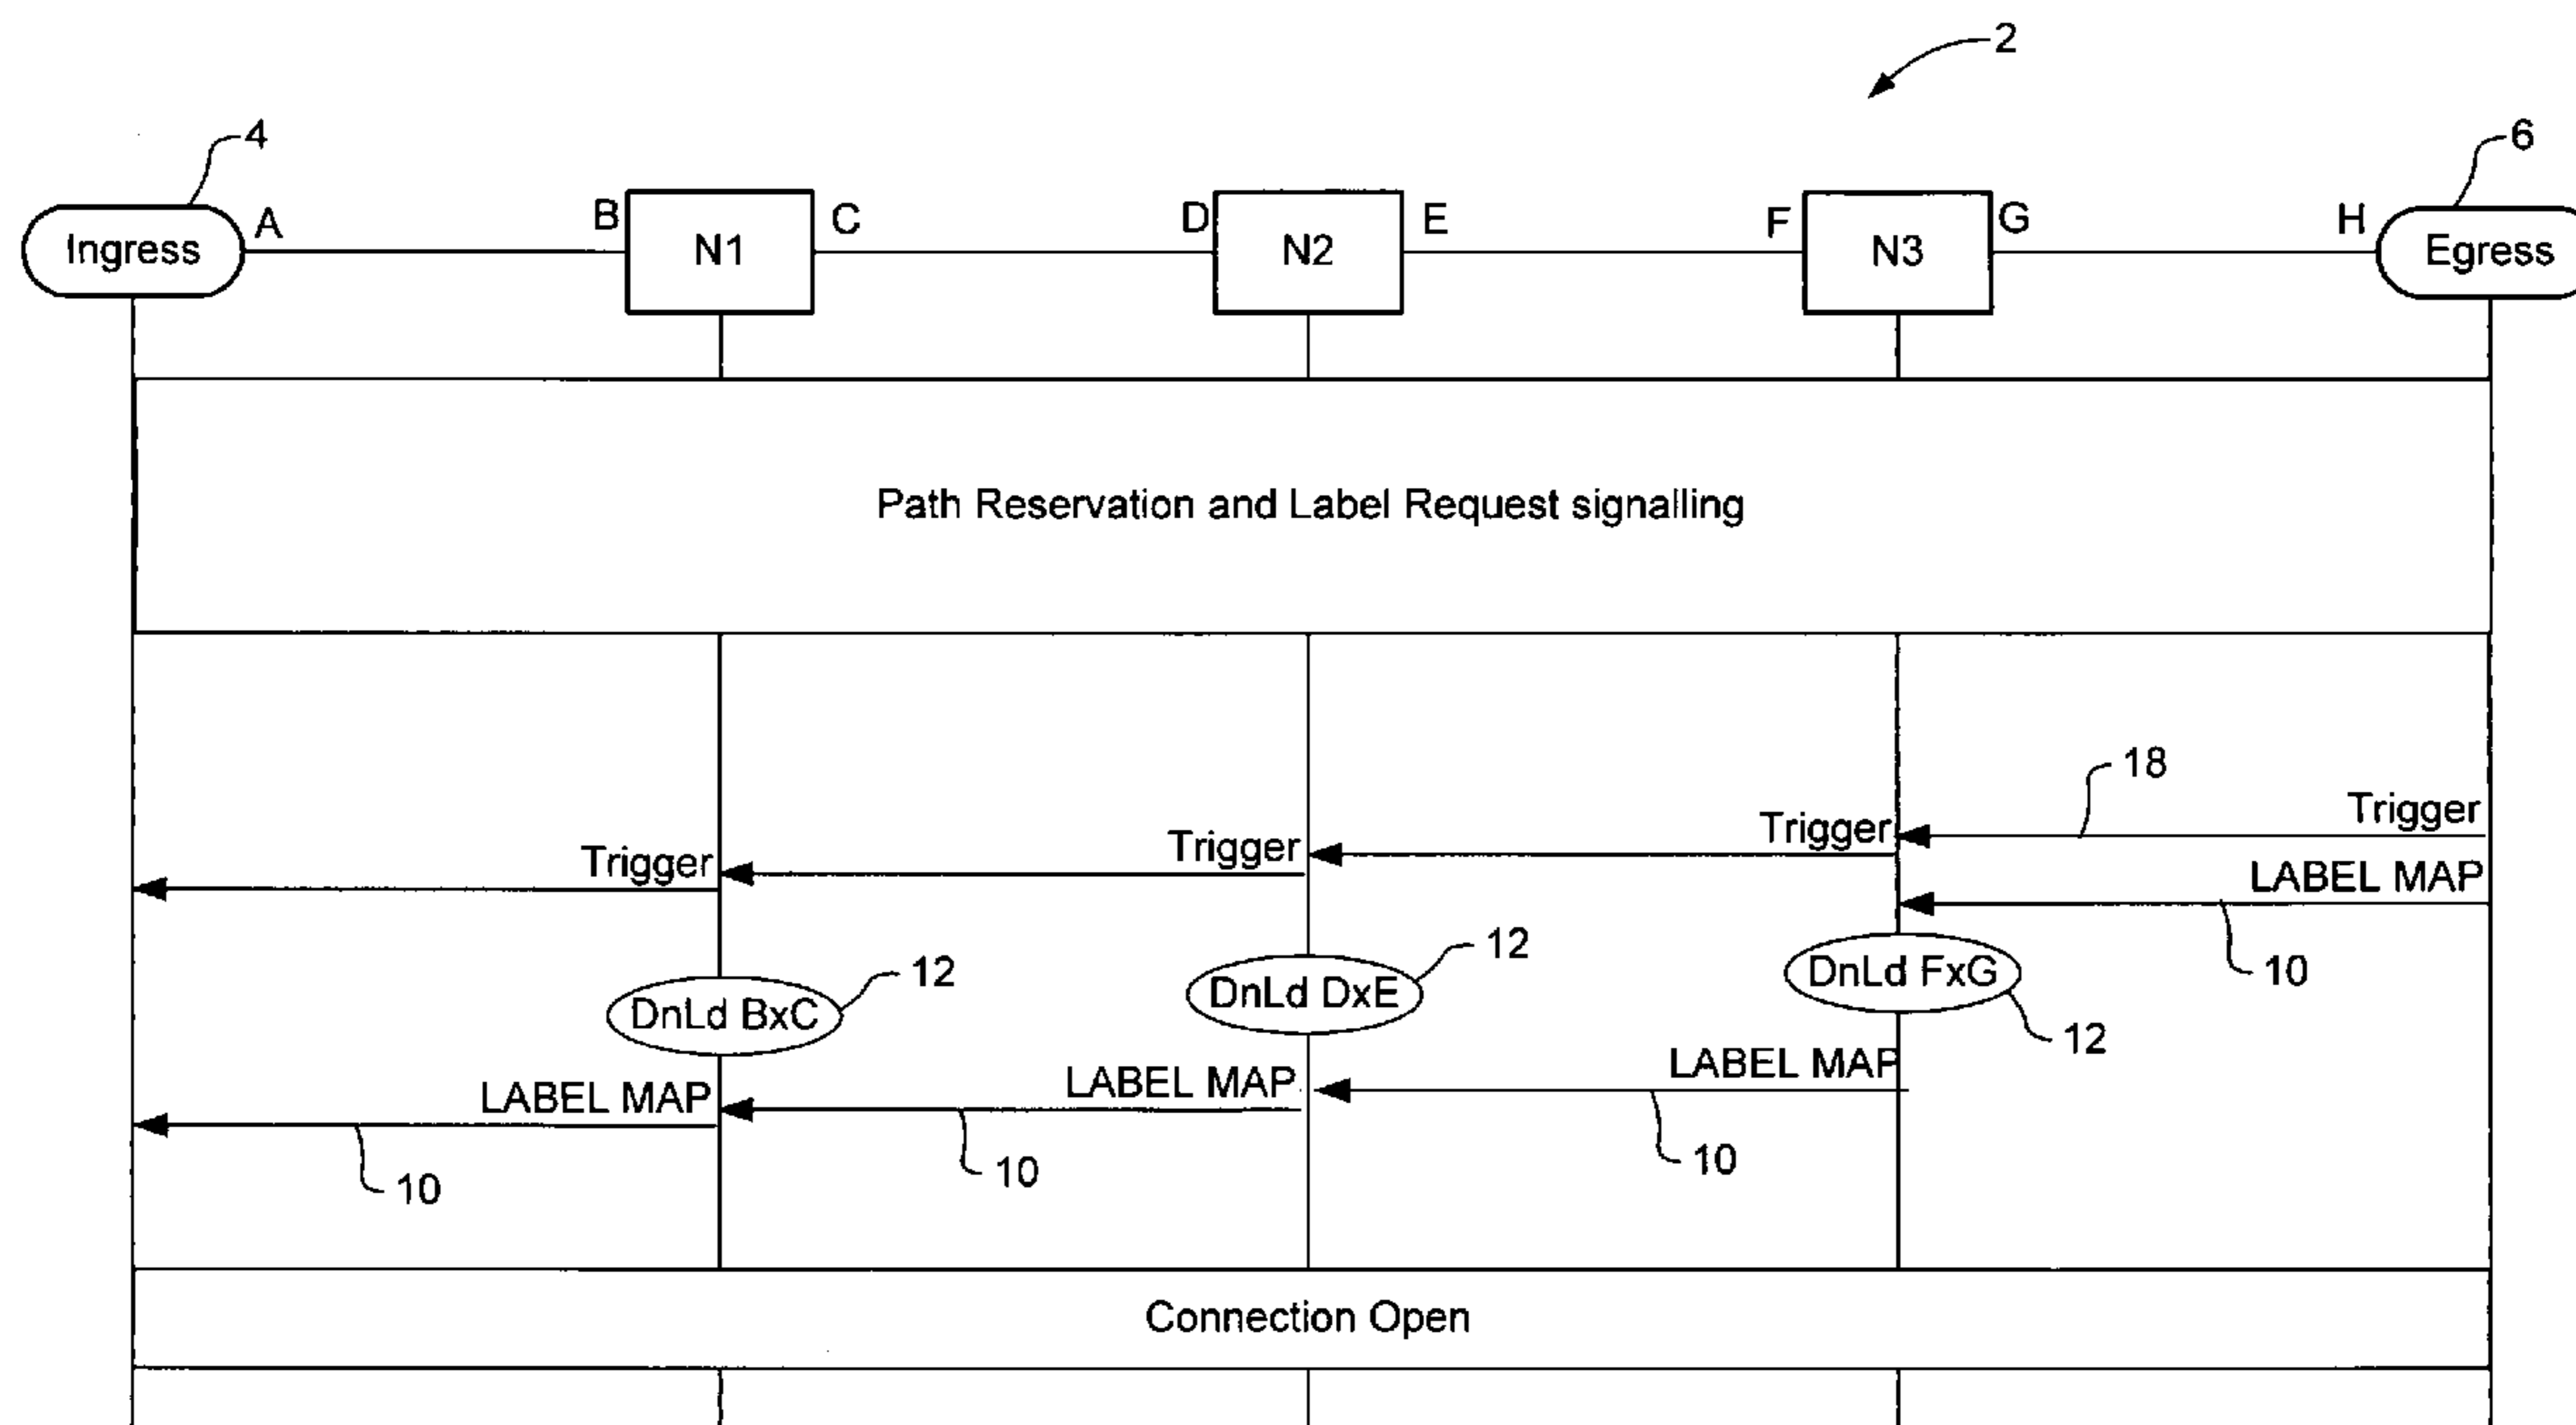 2
4
6
Ingress
A
B
N1
C
D
N2
E
F
N3
G
H
Egress
Path Reservation and Label Request signalling
18
Trigger
Trigger
Trigger
Trigger
LABEL MAP
10
DnLd BxC
12
DnLd DxE
12
DnLd FxG
12
LABEL MAP
10
LABEL MAP
10
LABEL MAP
10
Connection Open